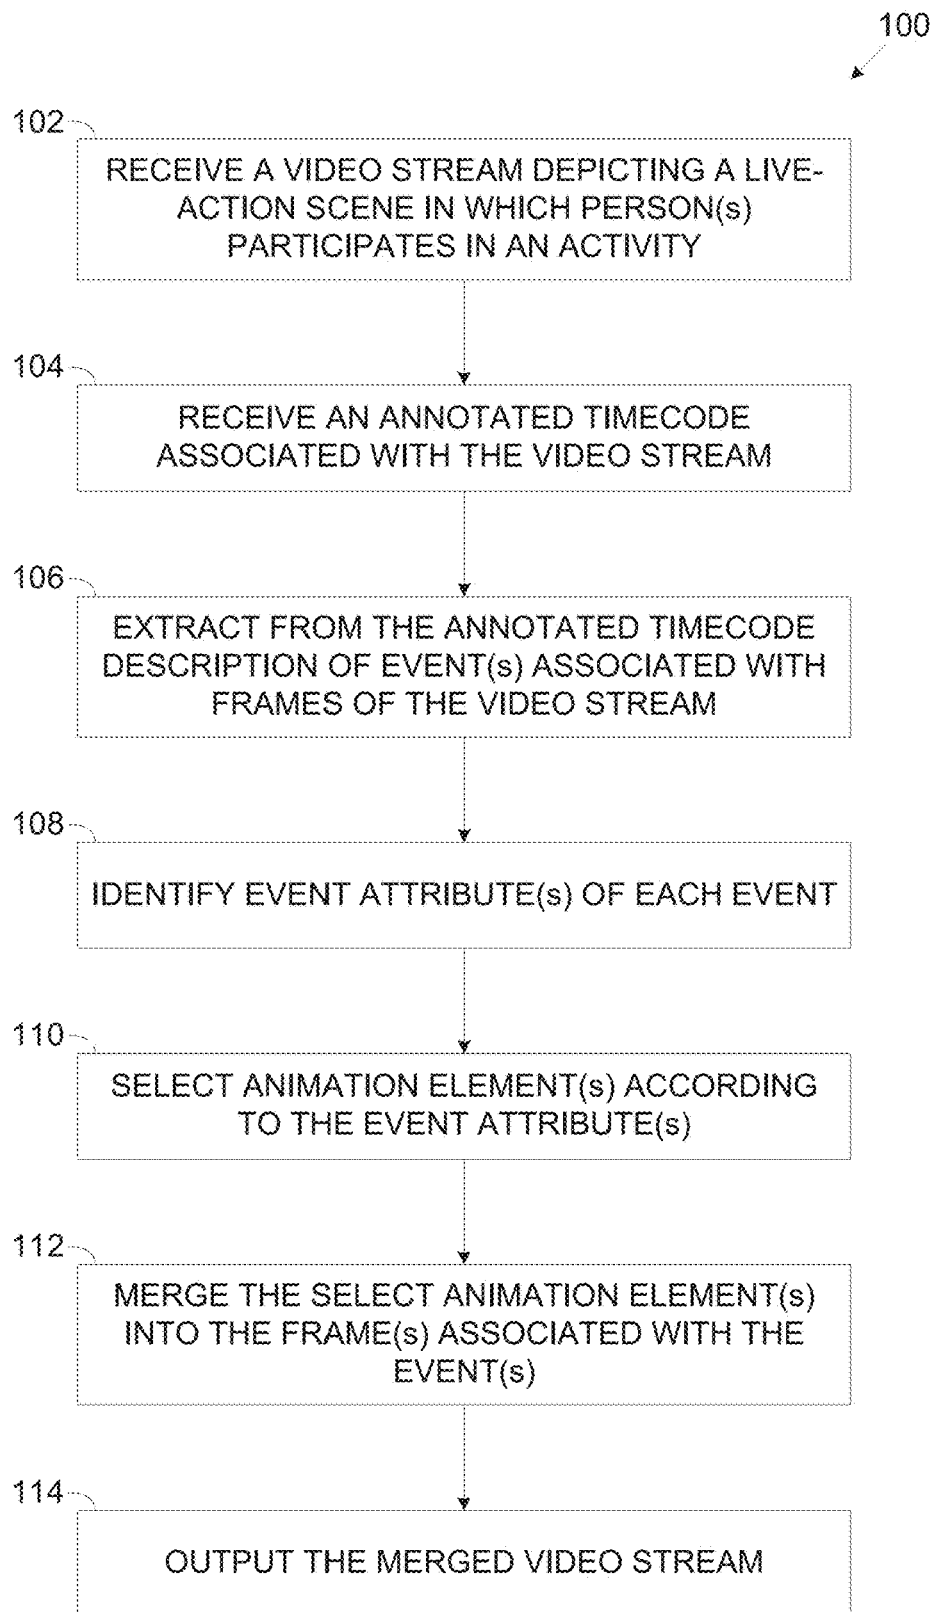 100
102
RECEIVE A VIDEO STREAM DEPICTING A LIVE-
ACTION SCENE IN WHICH PERSON(s)
PARTICIPATES IN AN ACTIVITY
104
RECEIVE AN ANNOTATED TIMECODE
ASSOCIATED WITH THE VIDEO STREAM
106
EXTRACT FROM THE ANNOTATED TIMECODE
DESCRIPTION OF EVENT(s) ASSOCIATED WITH
FRAMES OF THE VIDEO STREAM
108
IDENTIFY EVENT ATTRIBUTE(s) OF EACH EVENT
110
SELECT ANIMATION ELEMENT(s) ACCORDING
TO THE EVENT ATTRIBUTE(s)
112
MERGE THE SELECT ANIMATION ELEMENT(s)
INTO THE FRAME(s) ASSOCIATED WITH THE
EVENT(s)
114
OUTPUT THE MERGED VIDEO STREAM